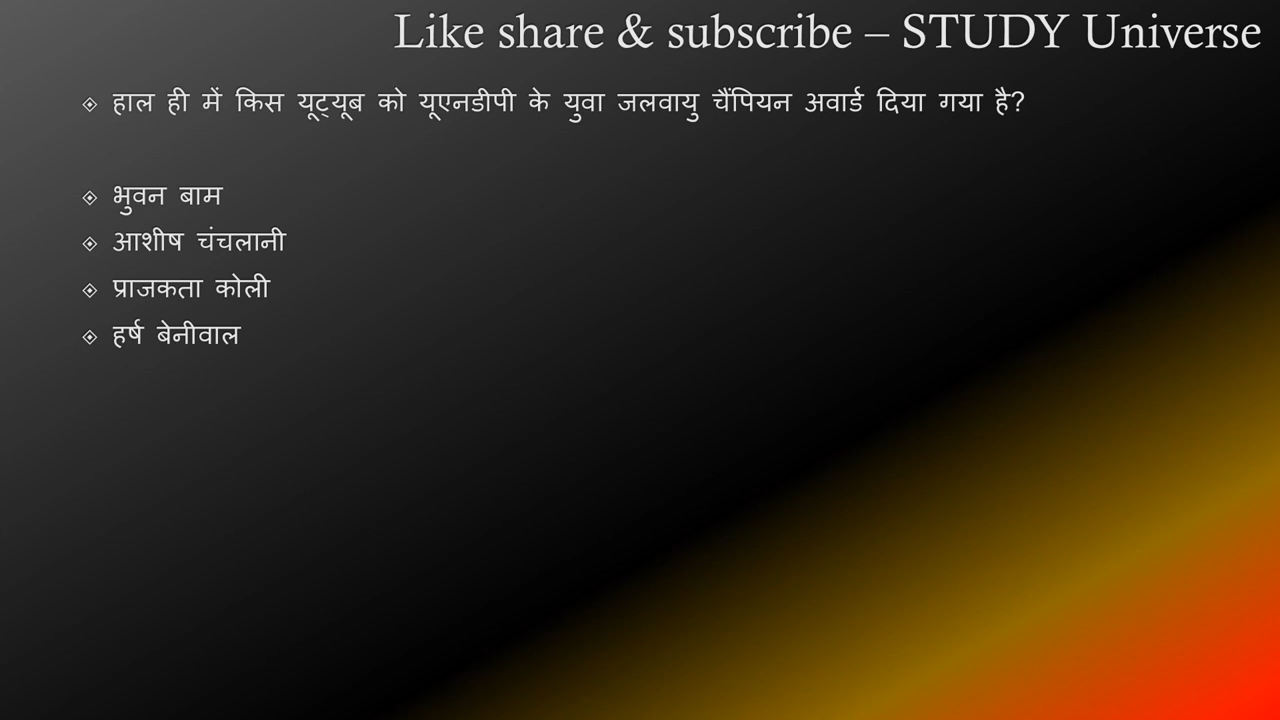 Like share & subscribe – STUDY Universe
हाल ही में किस यूट्यूब को यूएनडीपी के युवा जलवायु चैंपियन अवार्ड दिया गया है?
भुवन बाम
आशीष चंचलानी
प्राजकता कोली
हर्ष बेनीवाल